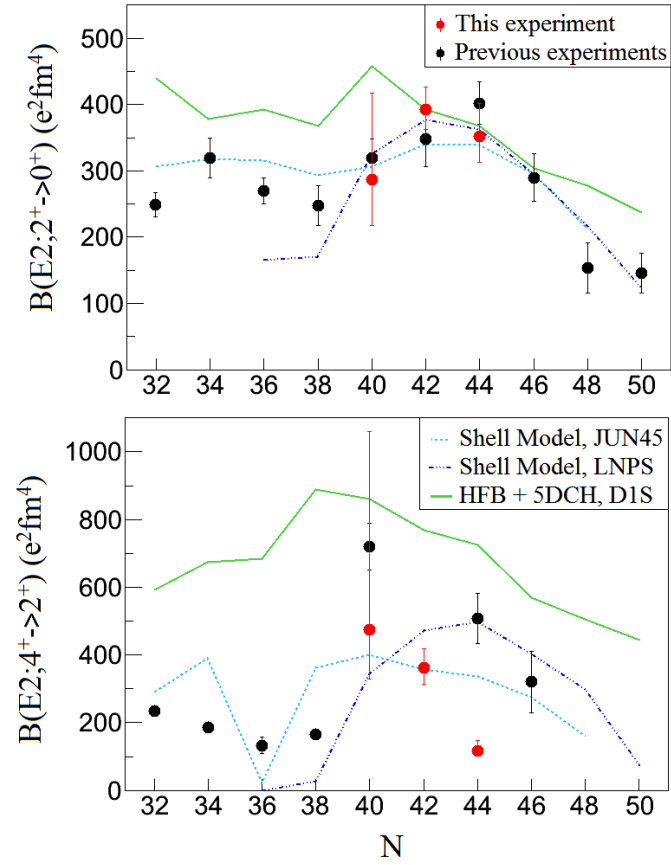 This experiment
Previous experiments
B(E2;2⁺->0⁺) (e²fm⁴)
500
400
300
200
100
0
32 34 36 38 40 42 44 46 48 50
Shell Model, JUN45
Shell Model, LNPS
HFB + 5DCH, D1S
B(E2;4⁺->2⁺) (e²fm⁴)
1000
800
600
400
200
0
32 34 36 38 40 42 44 46 48 50
N